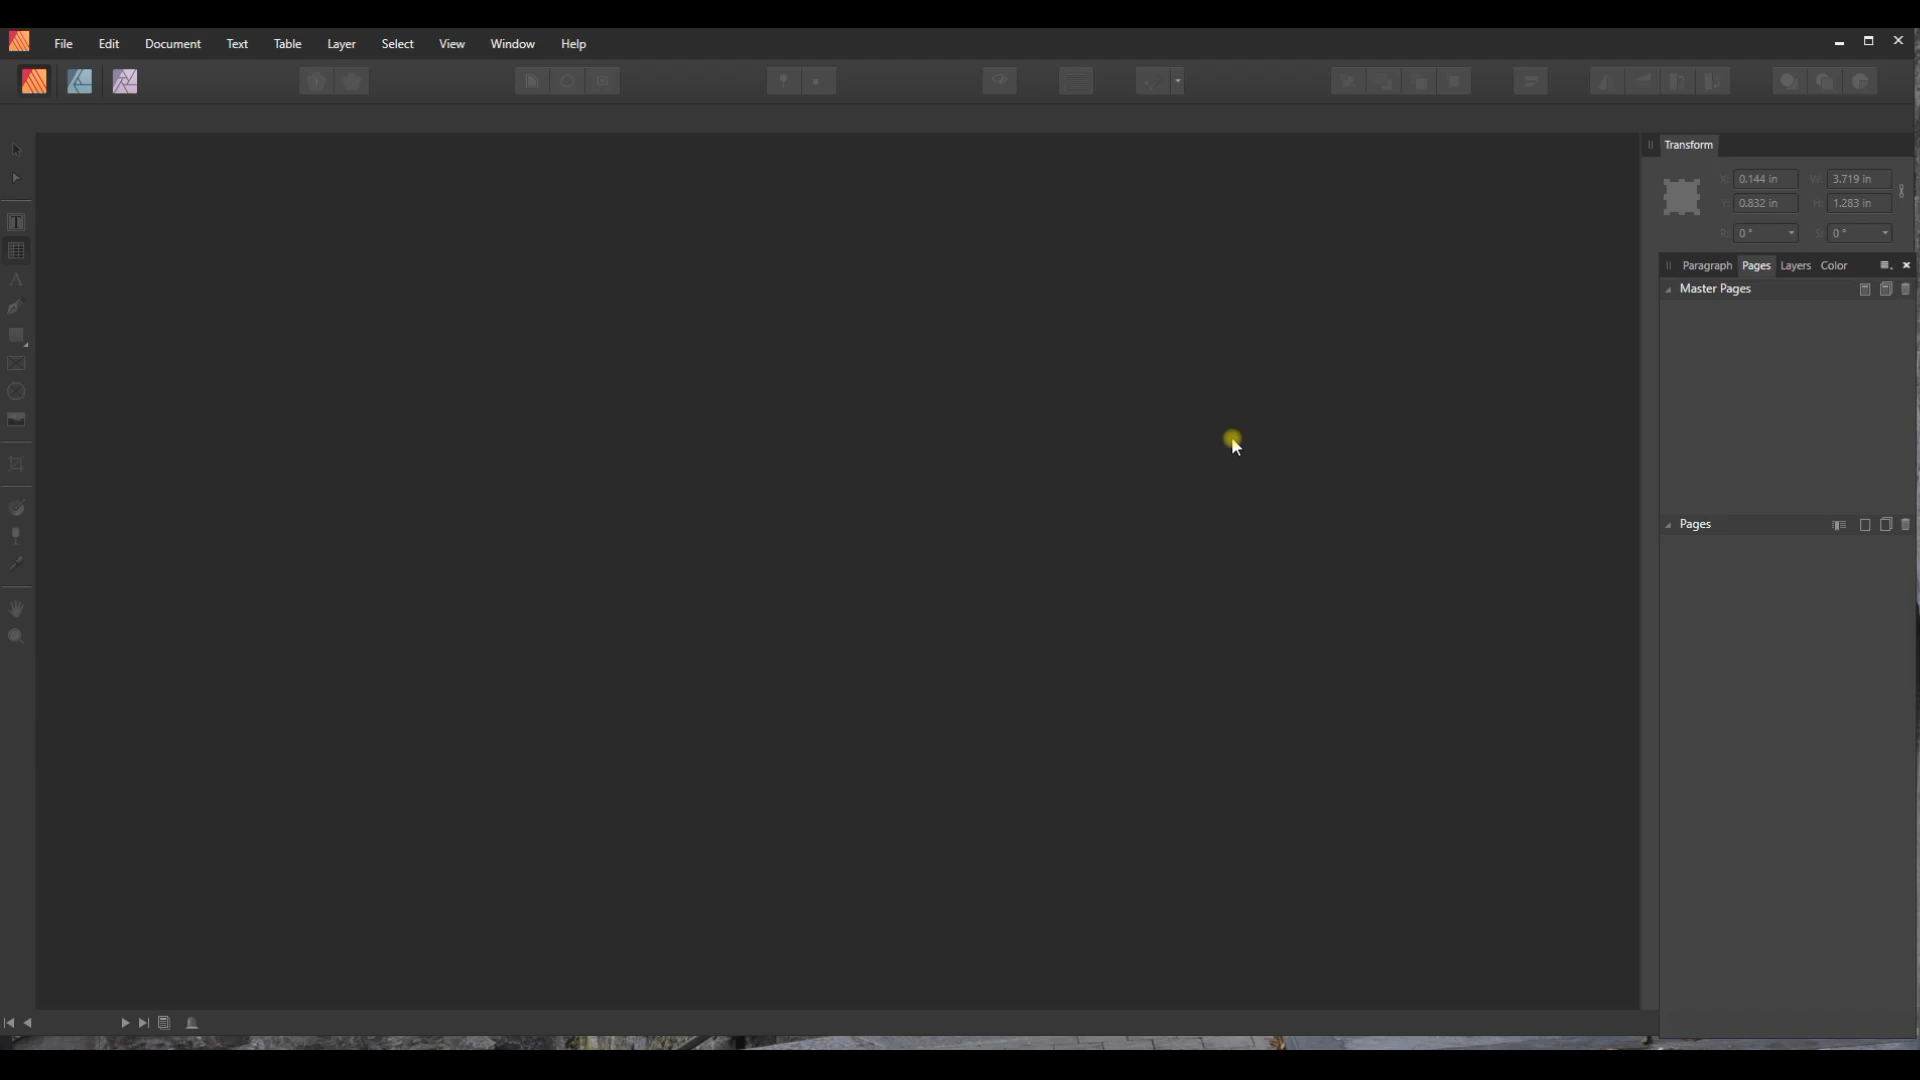 File Edit Document Text Table Layer Select View Window Help
Transform
X: 0.144 in W: 3.719 in
Y: 0.832 in H: 1.283 in
R: 0 ° S: 0 °
Paragraph Pages Layers Color
Master Pages
Pages